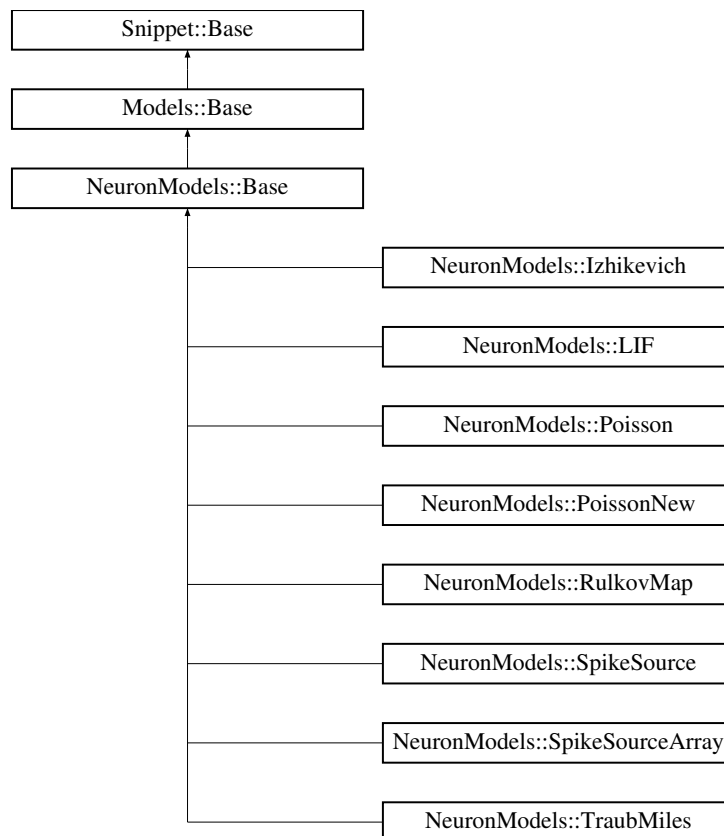 Snippet::Base
Models::Base
NeuronModels::Base
NeuronModels::Izhikevich
NeuronModels::LIF
NeuronModels::Poisson
NeuronModels::PoissonNew
NeuronModels::RulkovMap
NeuronModels::SpikeSource
NeuronModels::SpikeSourceArray
NeuronModels::TraubMiles